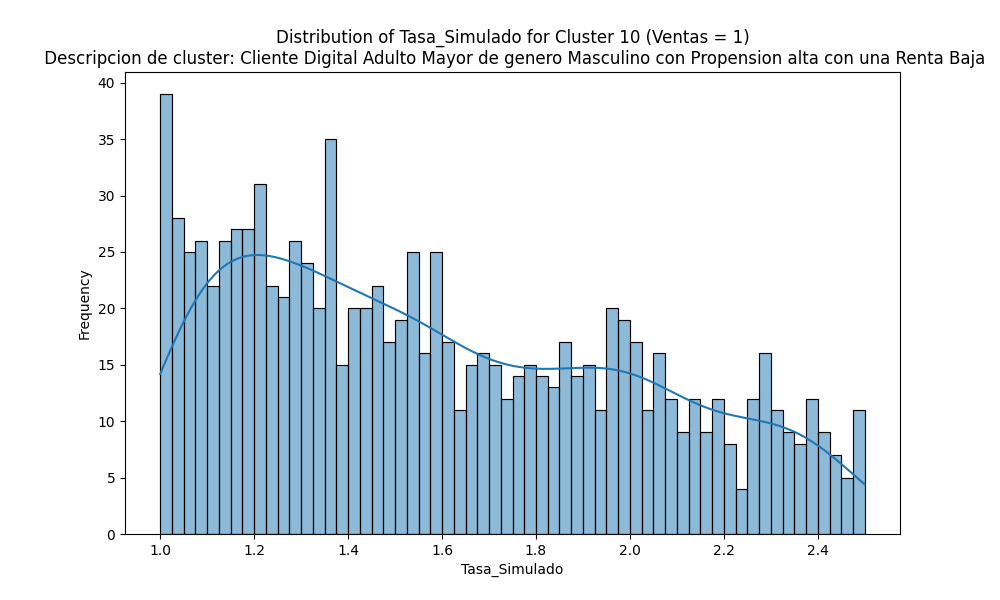 Distribution of Tasa_Simulado for Cluster 10 (Ventas = 1)
Descripcion de cluster: Cliente Digital Adulto Mayor de genero Masculino con Propension alta con una Renta Baja
40
35
30
25
20
15
10
5
0
Frequency
1.0 1.2 1.4 1.6 1.8 2.0 2.2 2.4
Tasa_Simulado